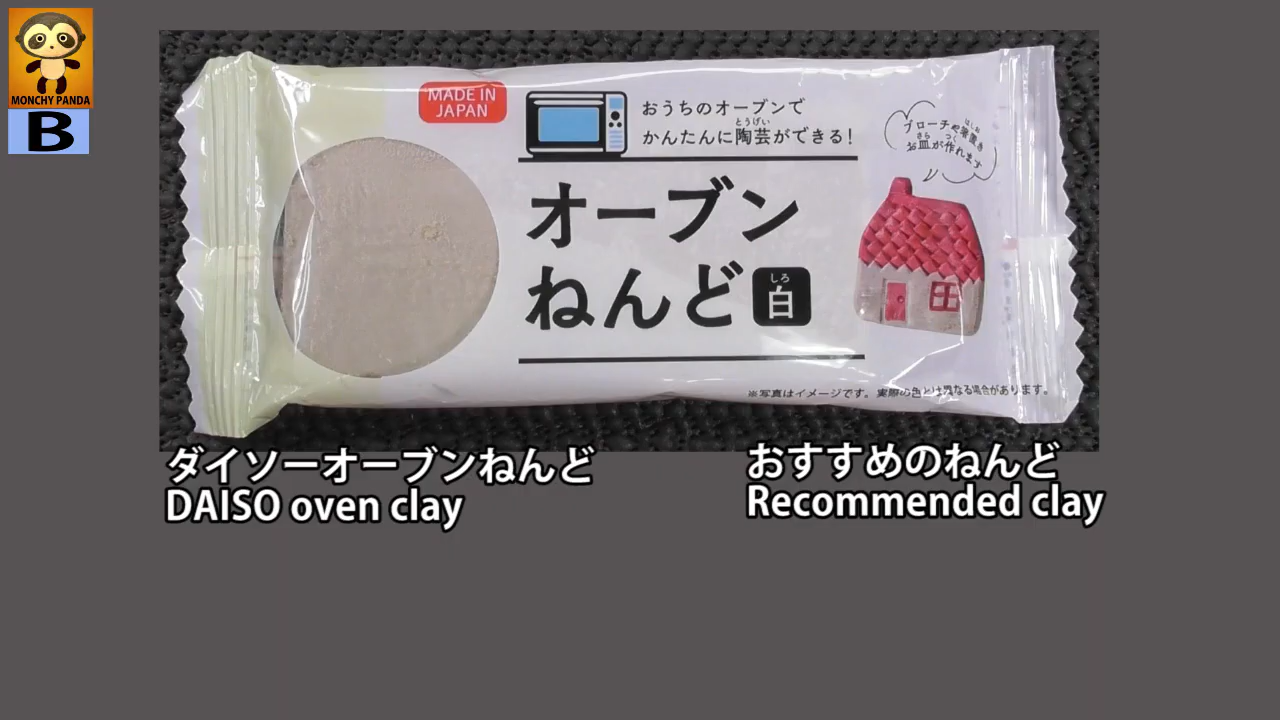 MONCHY PANDA
B
MADE IN
JAPAN
おうちのオーブンで
かんたんに陶芸ができる!
とうげい
ブローチや箸置き
はしお
お皿が作れます
さら
つく
オーブン
ねんど 白
しろ
※写真はイメージです。実際の色とは異なる場合があります。
ダイソーオーブンねんど
DAISO oven clay
おすすめのねんど
Recommended clay